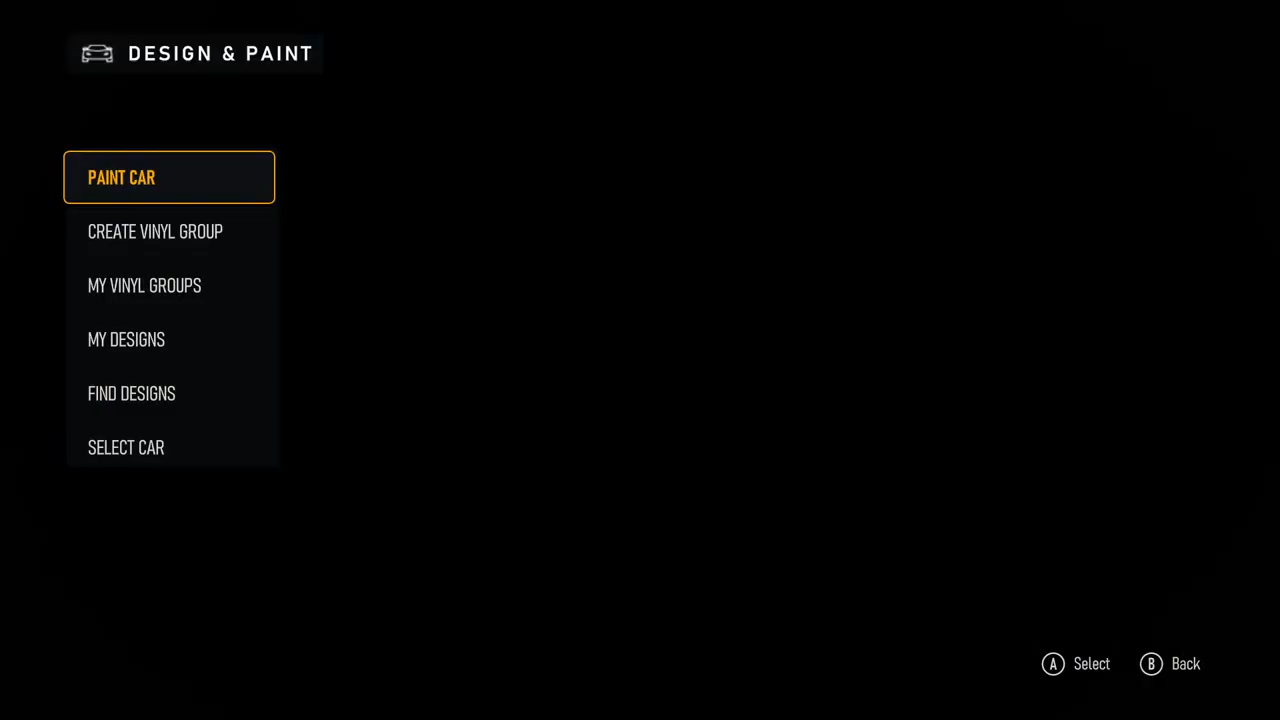 DESIGN & PAINT
PAINT CAR
CREATE VINYL GROUP
MY VINYL GROUPS
MY DESIGNS
FIND DESIGNS
SELECT CAR
A Select B Back